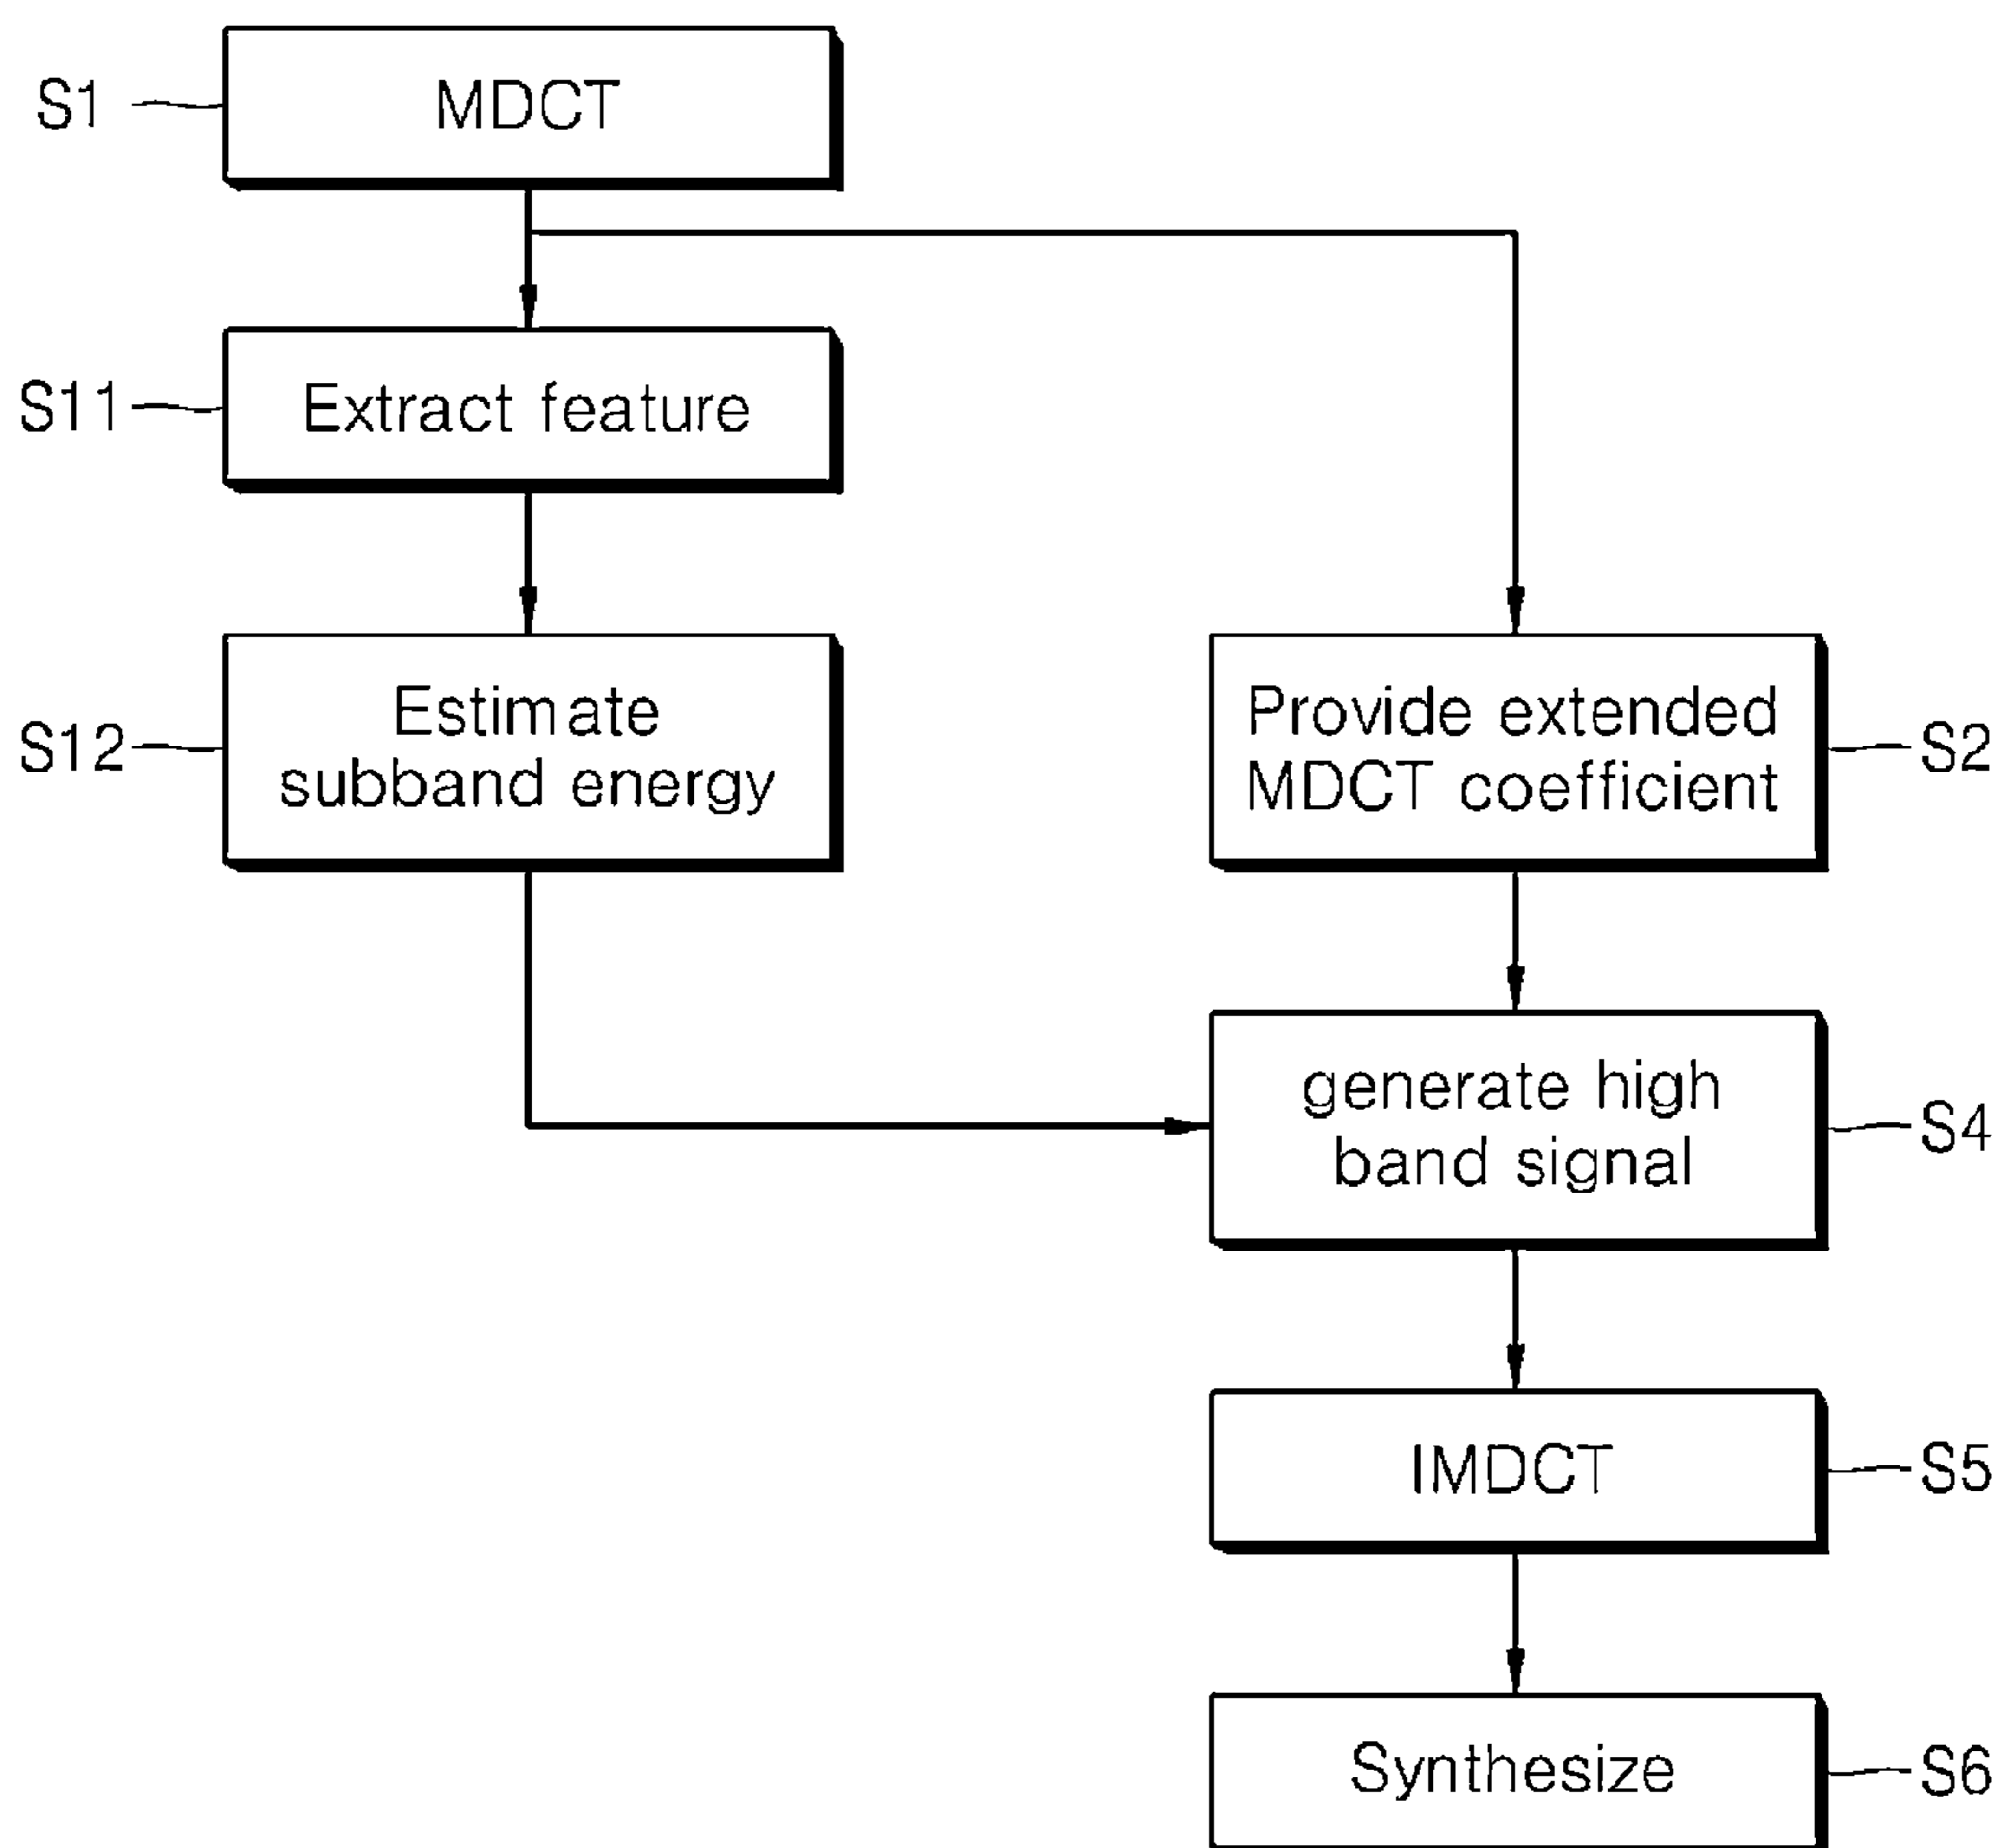 S1
MDCT
S11
Extract feature
S12
Estimate
subband energy
Provide extended
MDCT coefficient
S2
generate high
band signal
S4
IMDCT
S5
Synthesize
S6